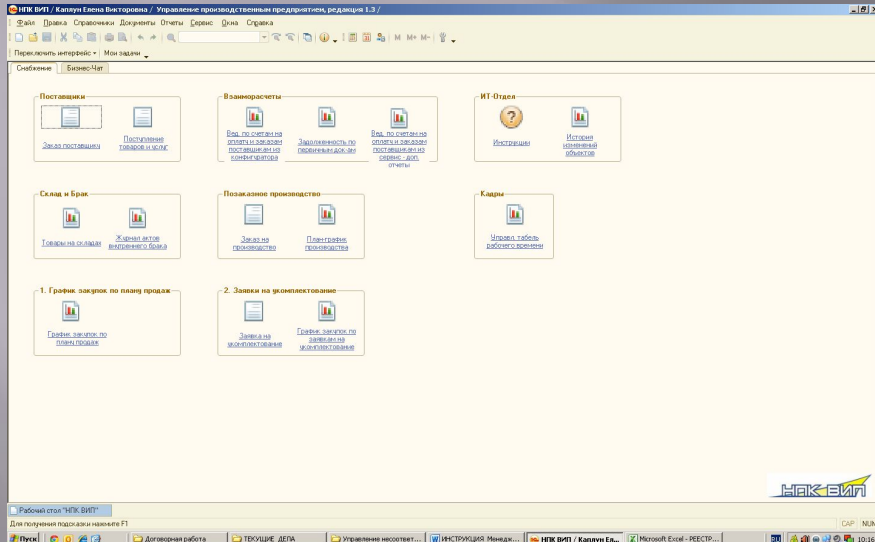 НПК ВИП / Каплун Елена Викторовна / Управление производственным предприятием, редакция 1.3 /
Файл Правка Справочники Документы Отчеты Сервис Окна Справка
M M+ M-
Переключить интерфейс Мои задачи
Снабжение Бизнес-Чат
Поставщики
Заказ поставщику
Поступление
товаров и услуг
Взаиморасчеты
Вед. по счетам на
оплату и заказам
поставщикам из
конфигуратора
Задолженность по
первичным док-ам
Вед. по счетам на
оплату и заказам
поставщикам из
сервис - доп.
отчеты
ИТ-Отдел
Инструкции
История
изменений
объектов
Склад и Брак
Товары на складах
Журнал актов
внутреннего брака
Позаказное производство
Заказ на
производство
План-график
производства
Кадры
Управл. табель
рабочего времени
1. График закупок по плану продаж
График закупок по
плану продаж
2. Заявки на укомплектование
Заявка на
укомплектование
График закупок по
заявкам на
укомплектование
НПК ВИП
Рабочий стол "НПК ВИП"
Для получения подсказки нажмите F1
CAP NUM
Пуск
Договорная работа
ТЕКУЩИЕ ДЕЛА
Управление несоответ...
ИНСТРУКЦИЯ Менедж...
НПК ВИП / Каплун Ел...
Microsoft Excel - РЕЕСТР...
RU
10:16